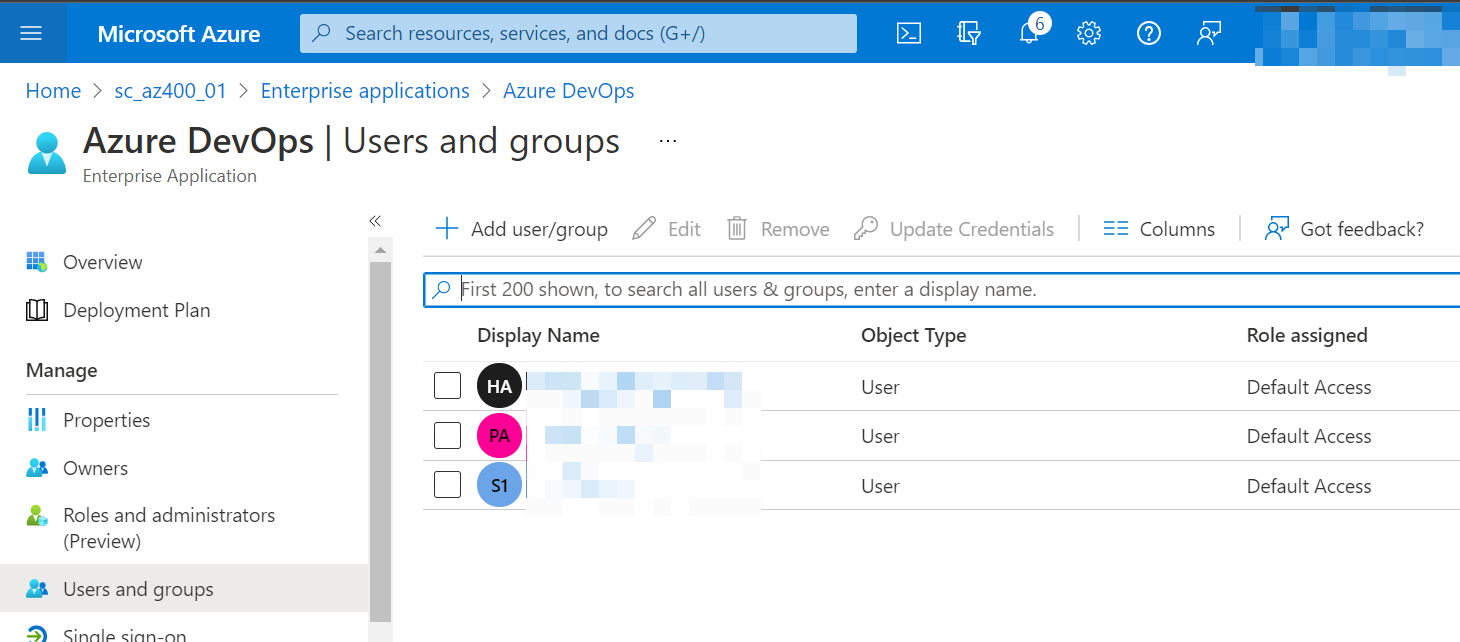 Microsoft Azure
Search resources, services, and docs (G+/)
6
Home > sc_az400_01 > Enterprise applications > Azure DevOps
Azure DevOps | Users and groups ...
Enterprise Application
«
Add user/group Edit Remove Update Credentials Columns Got feedback?
First 200 shown, to search all users & groups, enter a display name.
Display Name Object Type Role assigned
HA User Default Access
PA User Default Access
S1 User Default Access
Overview
Deployment Plan
Manage
Properties
Owners
Roles and administrators
(Preview)
Users and groups
Single sign-on